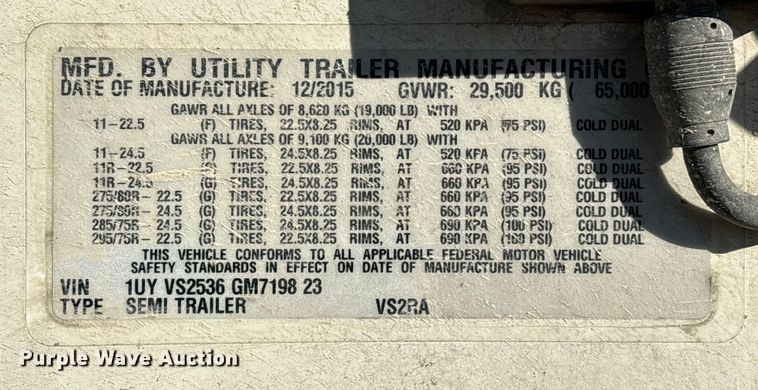 MFD. BY UTILITY TRAILER MANUFACTURING
DATE OF MANUFACTURE: 12/2015 GVWR: 29,500 KG ( 65,000
GAWR ALL AXLES OF 8,620 KG (19,000 LB) WITH
11-22.5 (F) TIRES, 22.5X8.25 RIMS, AT 520 KPA (75 PSI) COLD DUAL
GAWR ALL AXLES OF 9,100 KG (20,000 LB) WITH
11-24.5 (F) TIRES, 24.5X8.25 RIMS, AT 520 KPA (75 PSI) COLD DUAL
11R-22.5 (G) TIRES, 22.5X8.25 RIMS, AT 660 KPA (95 PSI) COLD DUAL
11R-24.5 (G) TIRES, 24.5X8.25 RIMS, AT 660 KPA (95 PSI) COLD DUAL
275/80R-22.5 (G) TIRES, 22.5X8.25 RIMS, AT 660 KPA (95 PSI) COLD DUAL
275/80R-24.5 (G) TIRES, 24.5X8.25 RIMS, AT 660 KPA (95 PSI) COLD DUAL
285/75R-24.5 (G) TIRES, 24.5X8.25 RIMS, AT 690 KPA (100 PSI) COLD DUAL
295/75R-22.5 (G) TIRES, 22.5X8.25 RIMS, AT 690 KPA (100 PSI) COLD DUAL
THIS VEHICLE CONFORMS TO ALL APPLICABLE FEDERAL MOTOR VEHICLE
SAFETY STANDARDS IN EFFECT ON DATE OF MANUFACTURE SHOWN ABOVE
VIN 1UY VS2536 GM7198 23
TYPE SEMI TRAILER VS2RA
Purple Wave Auction